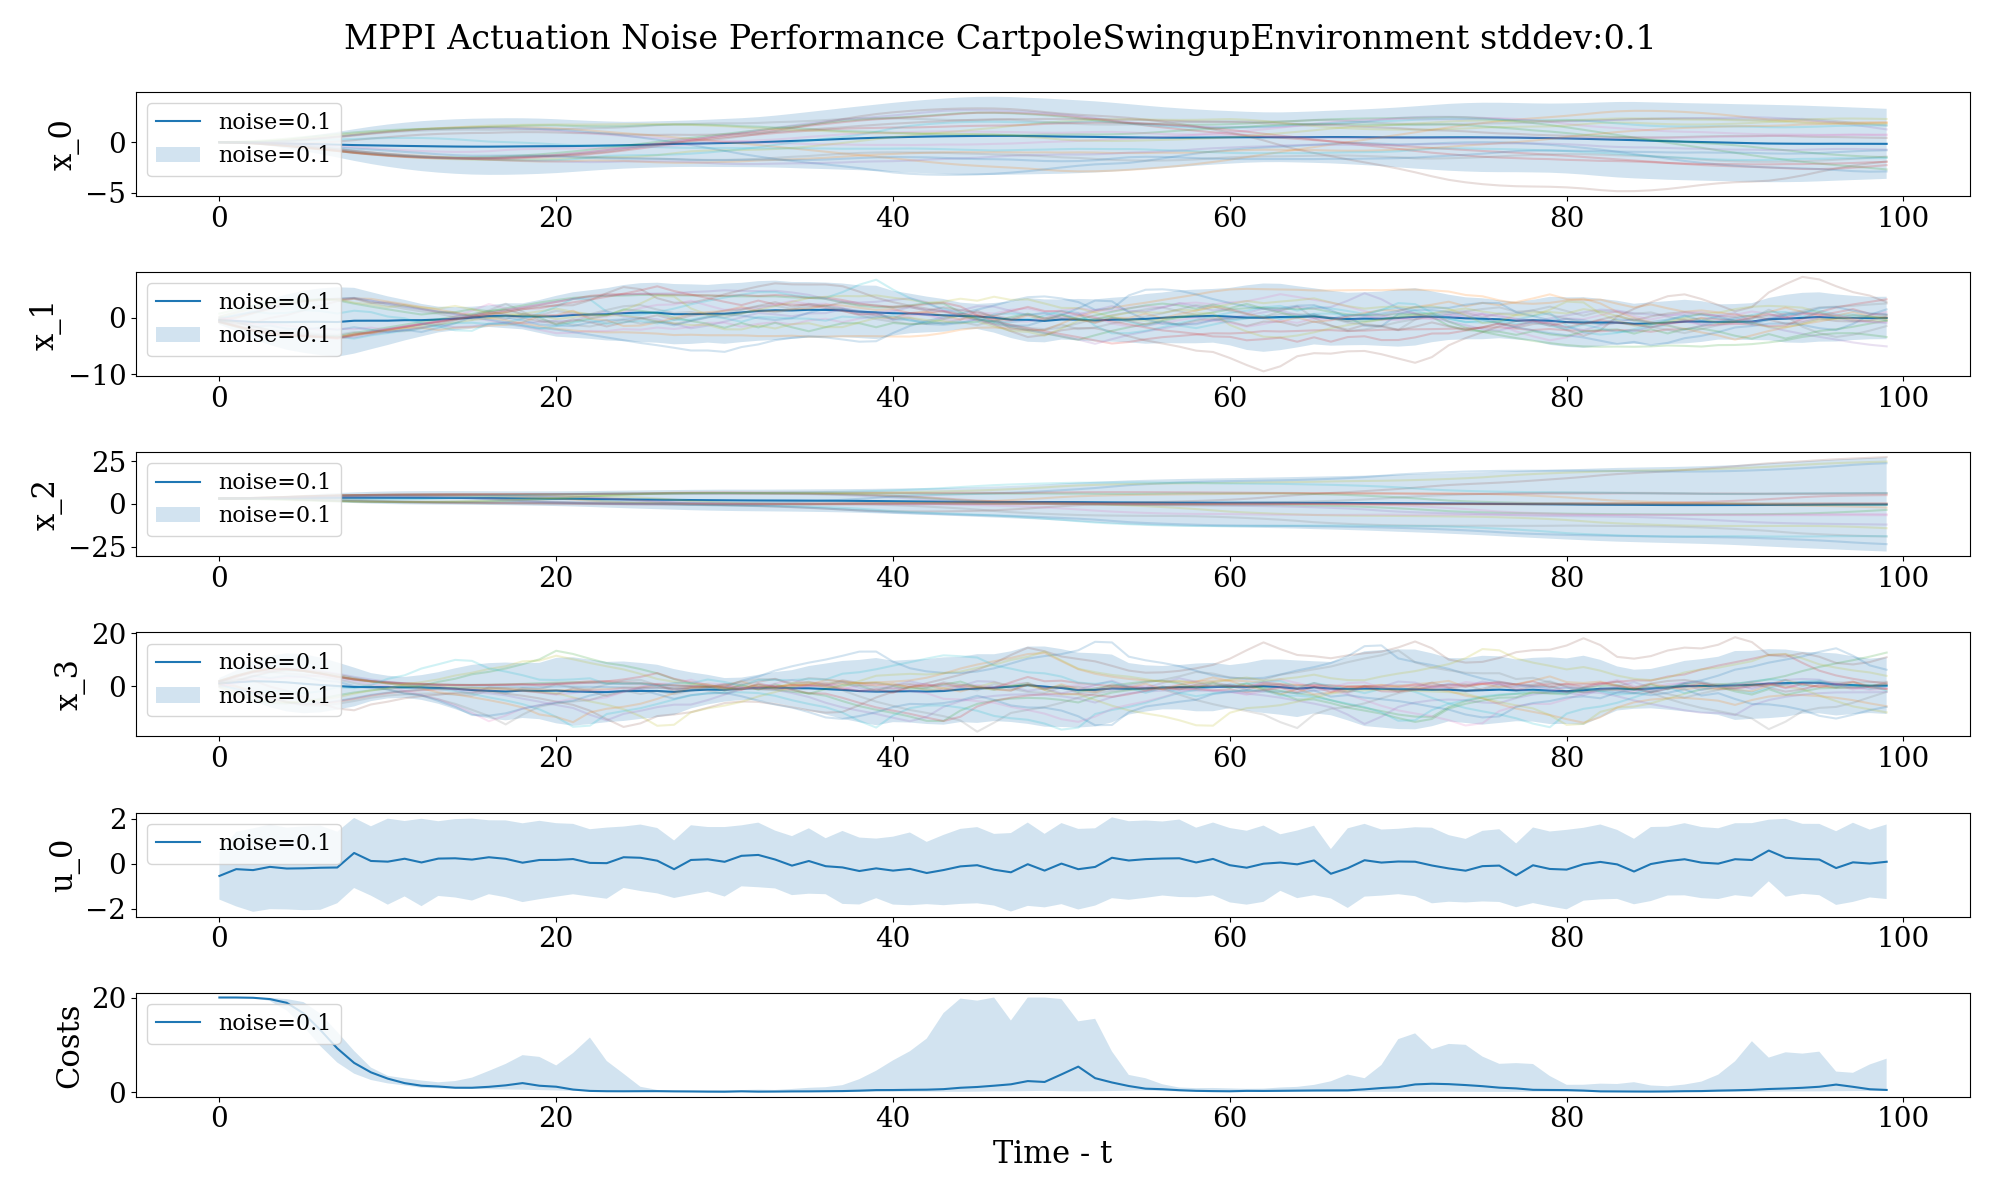 MPPI Actuation Noise Performance CartpoleSwingupEnvironment stddev:0.1
x_0
0
−5
noise=0.1
noise=0.1
0 20 40 60 80 100
x_1
0
−10
noise=0.1
noise=0.1
0 20 40 60 80 100
x_2
25
0
−25
noise=0.1
noise=0.1
0 20 40 60 80 100
x_3
20
0
noise=0.1
noise=0.1
0 20 40 60 80 100
u_0
2
0
−2
noise=0.1
0 20 40 60 80 100
Costs
20
0
noise=0.1
0 20 40 60 80 100
Time - t